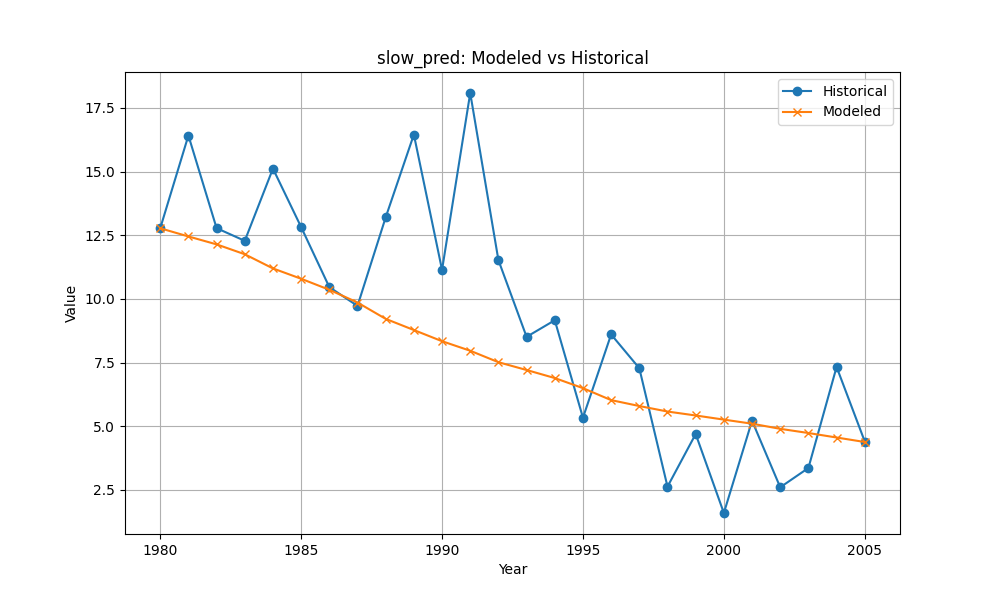 slow_pred: Modeled vs Historical
Historical
Modeled
Value
17.5
15.0
12.5
10.0
7.5
5.0
2.5
1980 1985 1990 1995 2000 2005
Year